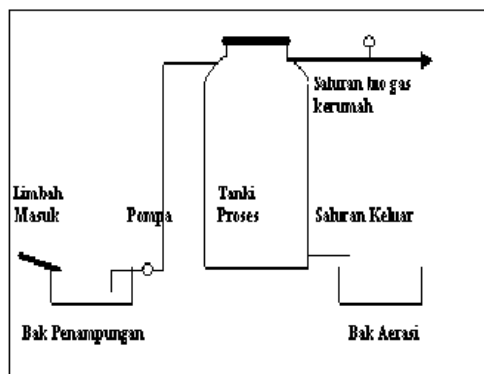 Saluran bio gas
kerumah
Limbah
Masuk
Pompa
Tanki
Proses
Saluran Keluar
Bak Penampungan
Bak Aerasi